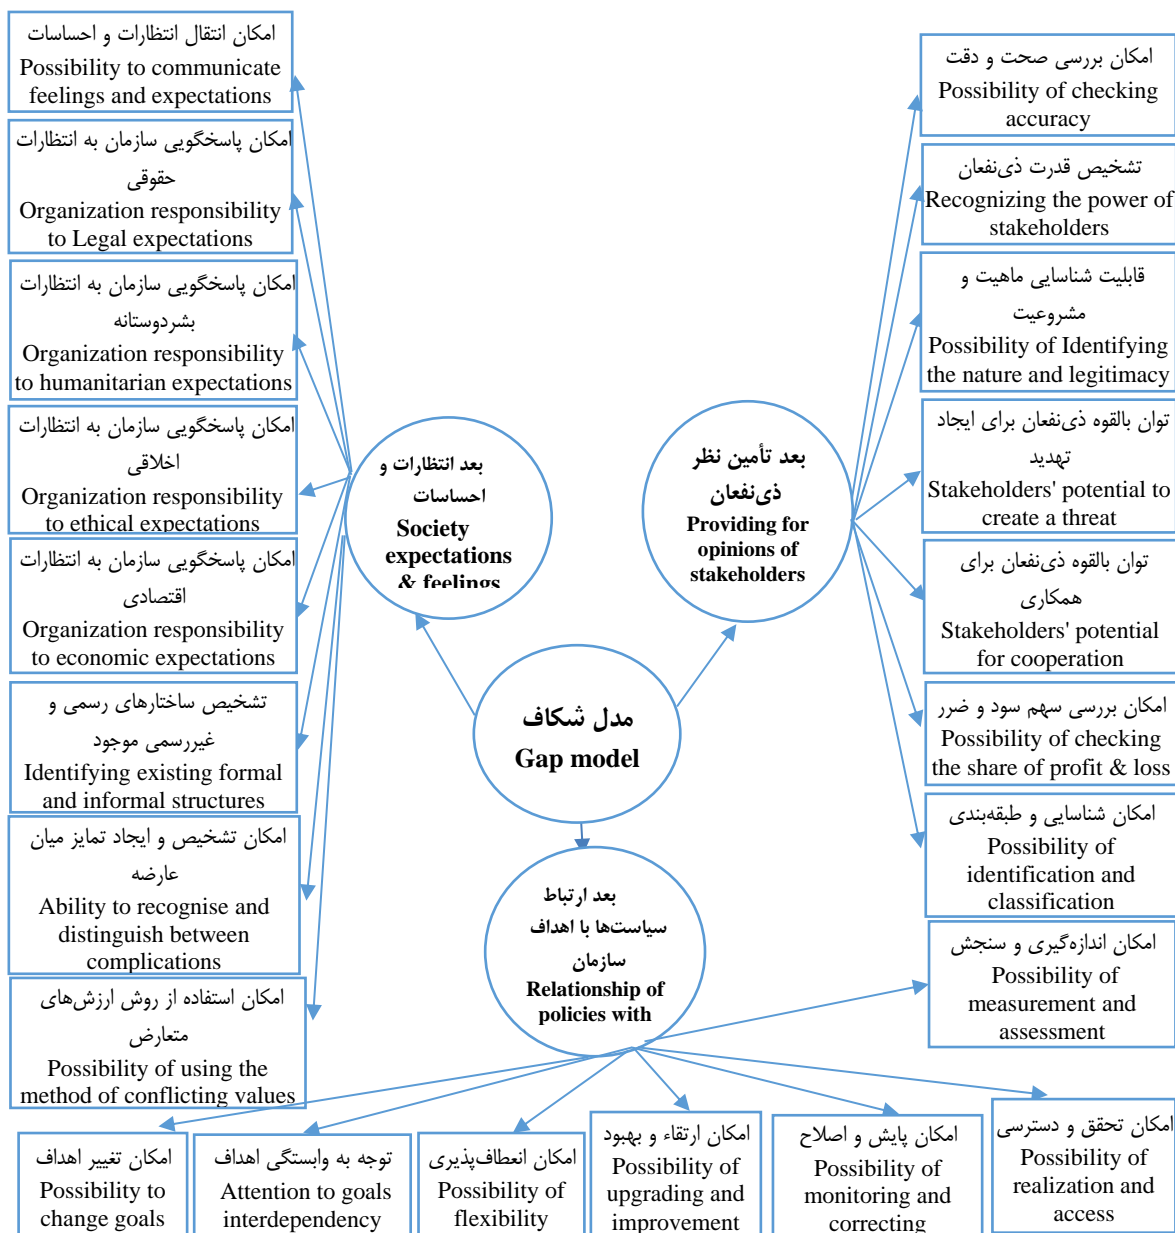 امکان انتقال انتظارات و احساسات
Possibility to communicate
feelings and expectations
امکان پاسخگویی سازمان به انتظارات
حقوقی
Organization responsibility
to Legal expectations
امکان پاسخگویی سازمان به انتظارات
بشردوستانه
Organization responsibility
to humanitarian expectations
امکان پاسخگویی سازمان به انتظارات
اخلاقی
Organization responsibility
to ethical expectations
امکان پاسخگویی سازمان به انتظارات
اقتصادی
Organization responsibility
to economic expectations
تشخیص ساختارهای رسمی و
غیررسمی موجود
Identifying existing formal
and informal structures
امکان تشخیص و ایجاد تمایز میان
عارضه
Ability to recognise and
distinguish between
complications
امکان استفاده از روش ارزش‌های
متعارض
Possibility of using the
method of conflicting values
بعد انتظارات و
احساسات
Society
expectations
& feelings
بعد تأمین نظر
ذی‌نفعان
Providing for
opinions of
stakeholders
مدل شکاف
Gap model
بعد ارتباط
سیاست‌ها با اهداف
سازمان
Relationship of
policies with
امکان بررسی صحت و دقت
Possibility of checking
accuracy
تشخیص قدرت ذی‌نفعان
Recognizing the power of
stakeholders
قابلیت شناسایی ماهیت و
مشروعیت
Possibility of Identifying
the nature and legitimacy
توان بالقوه ذی‌نفعان برای ایجاد
تهدید
Stakeholders' potential to
create a threat
توان بالقوه ذی‌نفعان برای
همکاری
Stakeholders' potential
for cooperation
امکان بررسی سهم سود و ضرر
Possibility of checking
the share of profit & loss
امکان شناسایی و طبقه‌بندی
Possibility of
identification and
classification
امکان اندازه‌گیری و سنجش
Possibility of
measurement and
assessment
امکان تغییر اهداف
Possibility to
change goals
توجه به وابستگی اهداف
Attention to goals
interdependency
امکان انعطاف‌پذیری
Possibility of
flexibility
امکان ارتقاء و بهبود
Possibility of
upgrading and
improvement
امکان پایش و اصلاح
Possibility of
monitoring and
correcting
امکان تحقق و دسترسی
Possibility of
realization and
access